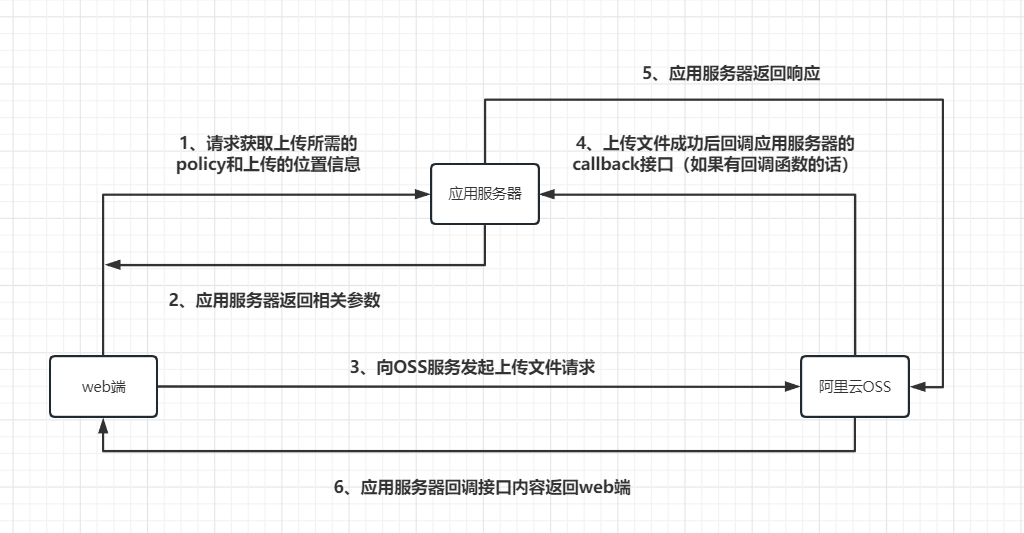 5、应用服务器返回响应
1、请求获取上传所需的
policy和上传的位置信息
4、上传文件成功后回调应用服务器的
callback接口（如果有回调函数的话）
应用服务器
2、应用服务器返回相关参数
3、向OSS服务发起上传文件请求
web端
阿里云OSS
6、应用服务器回调接口内容返回web端